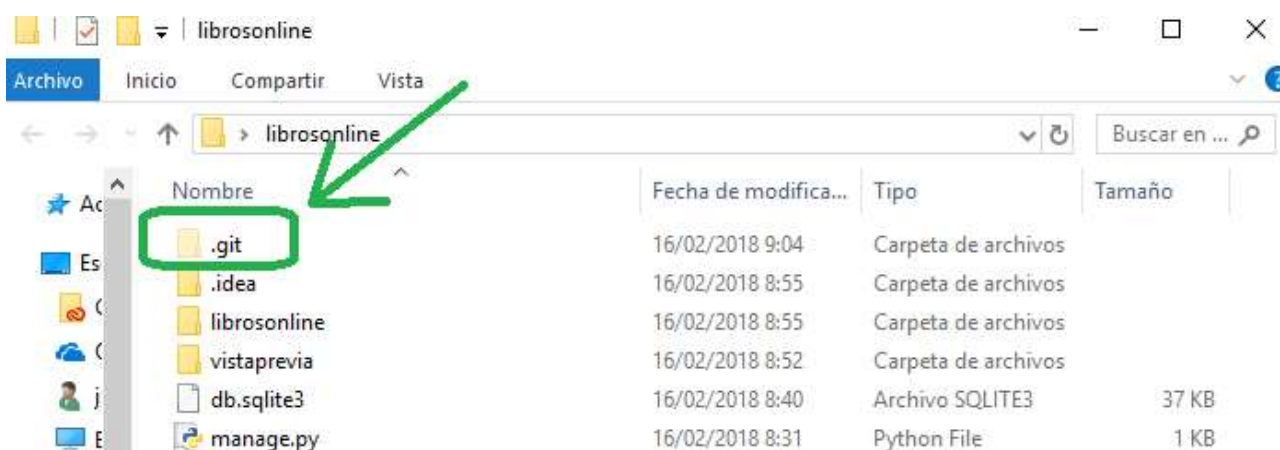 librosonline
Archivo Inicio Compartir Vista
librosonline Buscar en ...
Nombre Fecha de modifica... Tipo Tamaño
.git 16/02/2018 9:04 Carpeta de archivos
.idea 16/02/2018 8:55 Carpeta de archivos
librosonline 16/02/2018 8:55 Carpeta de archivos
vistaprevia 16/02/2018 8:52 Carpeta de archivos
db.sqlite3 16/02/2018 8:40 Archivo SQLITE3 37 KB
manage.py 16/02/2018 8:31 Python File 1 KB